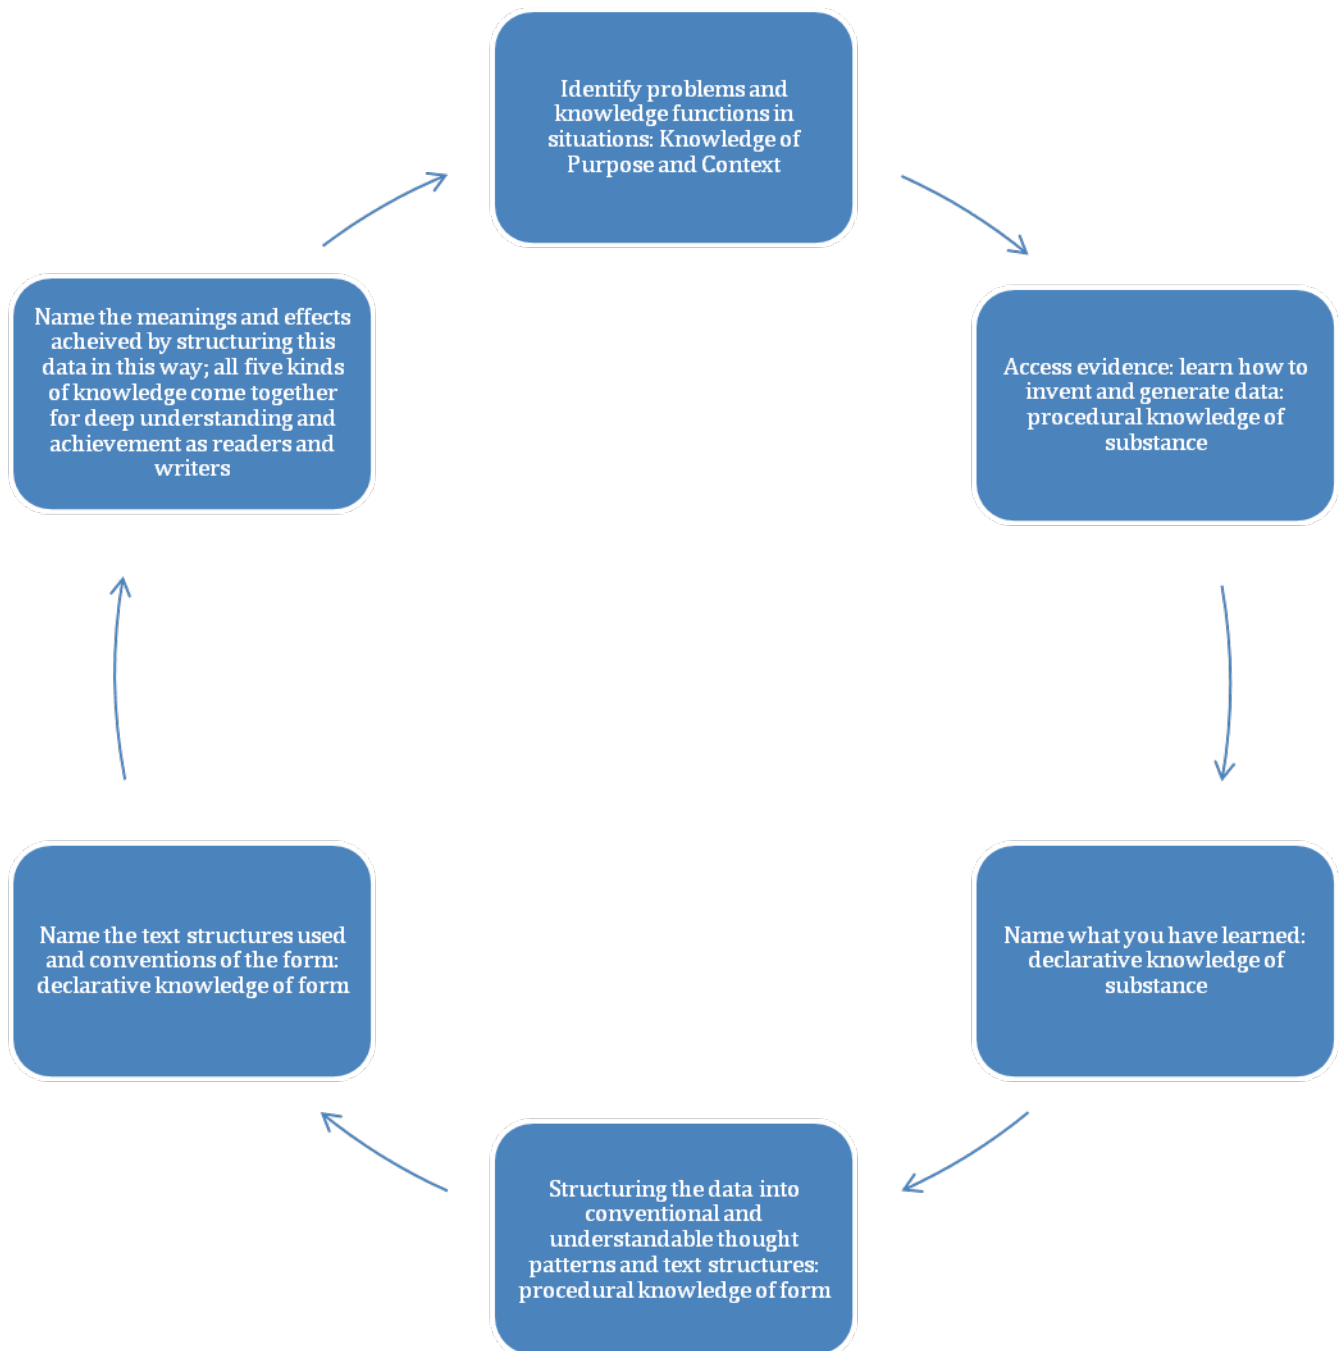 Identify problems and
knowledge functions in
situations: Knowledge of
Purpose and Context
Access evidence: learn how to
invent and generate data:
procedural knowledge of
substance
Name what you have learned:
declarative knowledge of
substance
Structuring the data into
conventional and
understandable thought
patterns and text structures:
procedural knowledge of form
Name the text structures used
and conventions of the form:
declarative knowledge of form
Name the meanings and effects
acheived by structuring this
data in this way; all five kinds
of knowledge come together
for deep understanding and
achievement as readers and
writers